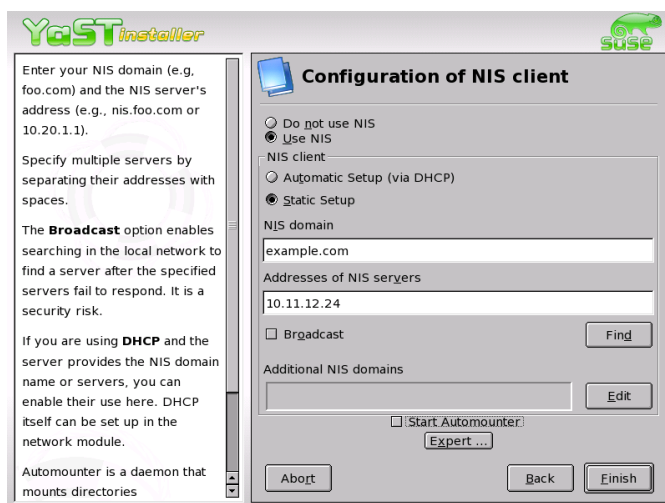 YaST installer
SUSE
Enter your NIS domain (e.g,
foo.com) and the NIS server's
address (e.g., nis.foo.com or
10.20.1.1).
Specify multiple servers by
separating their addresses with
spaces.
The Broadcast option enables
searching in the local network to
find a server after the specified
servers fail to respond. It is a
security risk.
If you are using DHCP and the
server provides the NIS domain
name or servers, you can
enable their use here. DHCP
itself can be set up in the
network module.
Automounter is a daemon that
mounts directories
Configuration of NIS client
Do not use NIS
Use NIS
NIS client
Automatic Setup (via DHCP)
Static Setup
NIS domain
example.com
Addresses of NIS servers
10.11.12.24
Broadcast
Find
Additional NIS domains
Edit
Start Automounter
Expert ...
Abort
Back
Finish